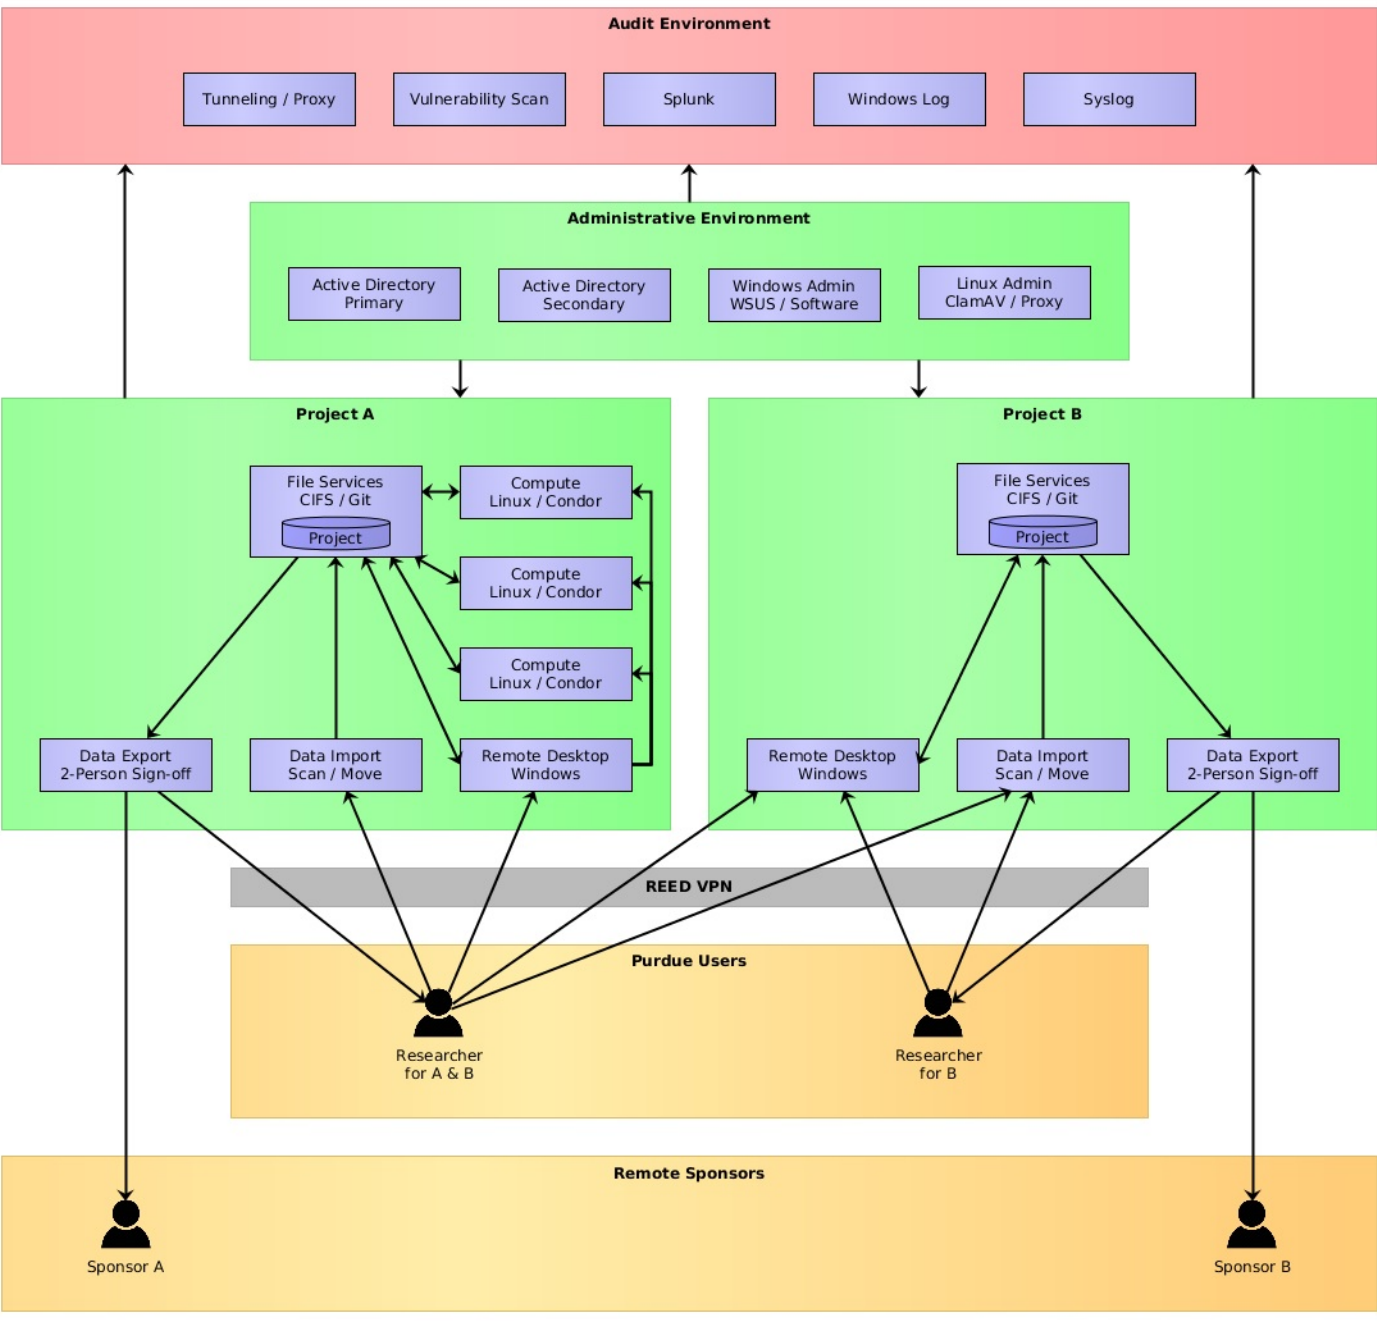 Audit Environment
Tunneling / Proxy
Vulnerability Scan
Splunk
Windows Log
Syslog
Administrative Environment
Active Directory
Primary
Active Directory
Secondary
Windows Admin
WSUS / Software
Linux Admin
ClamAV / Proxy
Project A
File Services
CIFS / Git
Project
Compute
Linux / Condor
Compute
Linux / Condor
Compute
Linux / Condor
Data Export
2-Person Sign-off
Data Import
Scan / Move
Remote Desktop
Windows
Project B
File Services
CIFS / Git
Project
Remote Desktop
Windows
Data Import
Scan / Move
Data Export
2-Person Sign-off
REED VPN
Purdue Users
Researcher
for A & B
Researcher
for B
Remote Sponsors
Sponsor A
Sponsor B